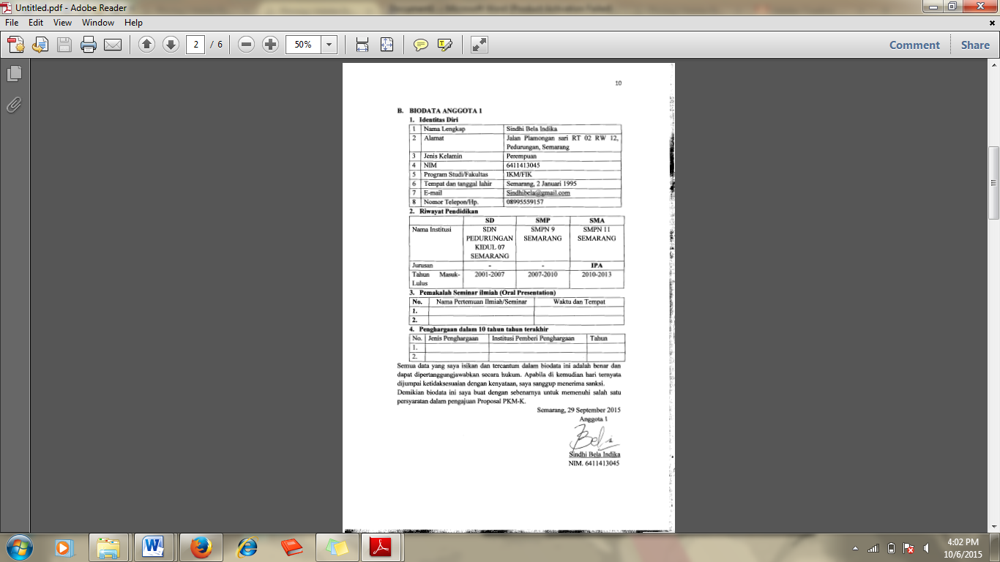 Untitled.pdf - Adobe Reader
File Edit View Window Help
2 / 6 50% Comment Share
10
B. BIODATA ANGGOTA 1
1. Identitas Diri
1 Nama Lengkap Sindhi Bela Indika
2 Alamat Jalan Plamongan sari RT 02 RW 12,
Pedurungan, Semarang
3 Jenis Kelamin Perempuan
4 NIM 6411413045
5 Program Studi/Fakultas IKM/FIK
6 Tempat dan tanggal lahir Semarang, 2 Januari 1995
7 E-mail Sindhibela@gmail.com
8 Nomor Telepon/Hp. 08995559157
2. Riwayat Pendidikan
SD SMP SMA
Nama Institusi SDN SMPN 9 SMPN 11
PEDURUNGAN SEMARANG SEMARANG
KIDUL 07
SEMARANG
Jurusan - - IPA
Tahun Masuk- 2001-2007 2007-2010 2010-2013
Lulus
3. Pemakalah Seminar ilmiah (Oral Presentation)
No. Nama Pertemuan Ilmiah/Seminar Waktu dan Tempat
1.
2.
4. Penghargaan dalam 10 tahun tahun terakhir
No. Jenis Penghargaan Institusi Pemberi Penghargaan Tahun
1.
2.
Semua data yang saya isikan dan tercantum dalam biodata ini adalah benar dan
dapat dipertanggungjawabkan secara hukum. Apabila di kemudian hari ternyata
dijumpai ketidaksesuaian dengan kenyataan, saya sanggup menerima sanksi.
Demikian biodata ini saya buat dengan sebenarnya untuk memenuhi salah satu
persyaratan dalam pengajuan Proposal PKM-K.
Semarang, 29 September 2015
Anggota 1
Sindhi Bela Indika
NIM. 6411413045
4:02 PM
10/6/2015